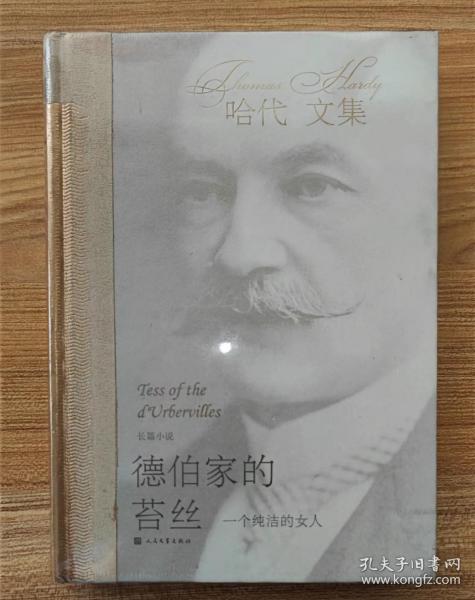 Thomas Hardy
哈代 文集
Tess of the
d'Urbervilles
长篇小说
德伯家的
苔丝
一个纯洁的女人
人民文学出版社
孔夫子旧书网
www.kongfz.com